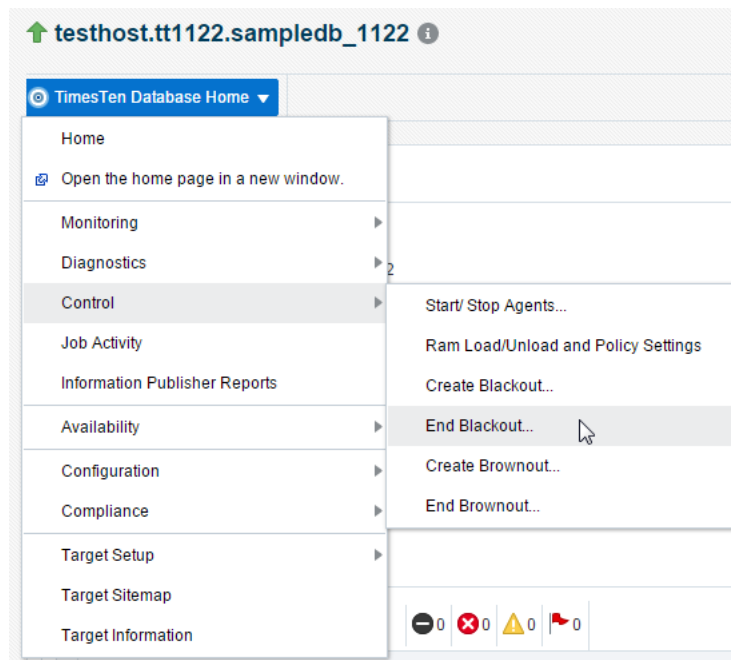 testhost.tt1122.sampledb_1122
TimesTen Database Home
Home
Open the home page in a new window.
Monitoring
Diagnostics
2
Control
Start/ Stop Agents...
Job Activity
Ram Load/Unload and Policy Settings
Information Publisher Reports
Create Blackout...
Availability
End Blackout...
Configuration
Create Brownout...
Compliance
End Brownout...
Target Setup
Target Sitemap
Target Information
0 0 0 0